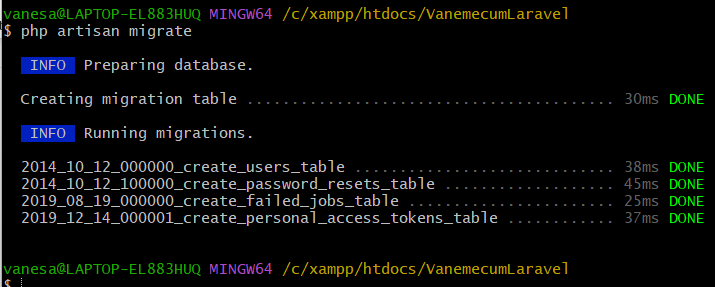 vanesa@LAPTOP-EL883HUQ MINGW64 /c/xampp/htdocs/VanemecumLaravel
$ php artisan migrate
INFO Preparing database.
Creating migration table ....................................... 30ms DONE
INFO Running migrations.
2014_10_12_000000_create_users_table ........................... 38ms DONE
2014_10_12_100000_create_password_resets_table ................. 45ms DONE
2019_08_19_000000_create_failed_jobs_table ..................... 25ms DONE
2019_12_14_000001_create_personal_access_tokens_table .......... 37ms DONE
vanesa@LAPTOP-EL883HUQ MINGW64 /c/xampp/htdocs/VanemecumLaravel
$